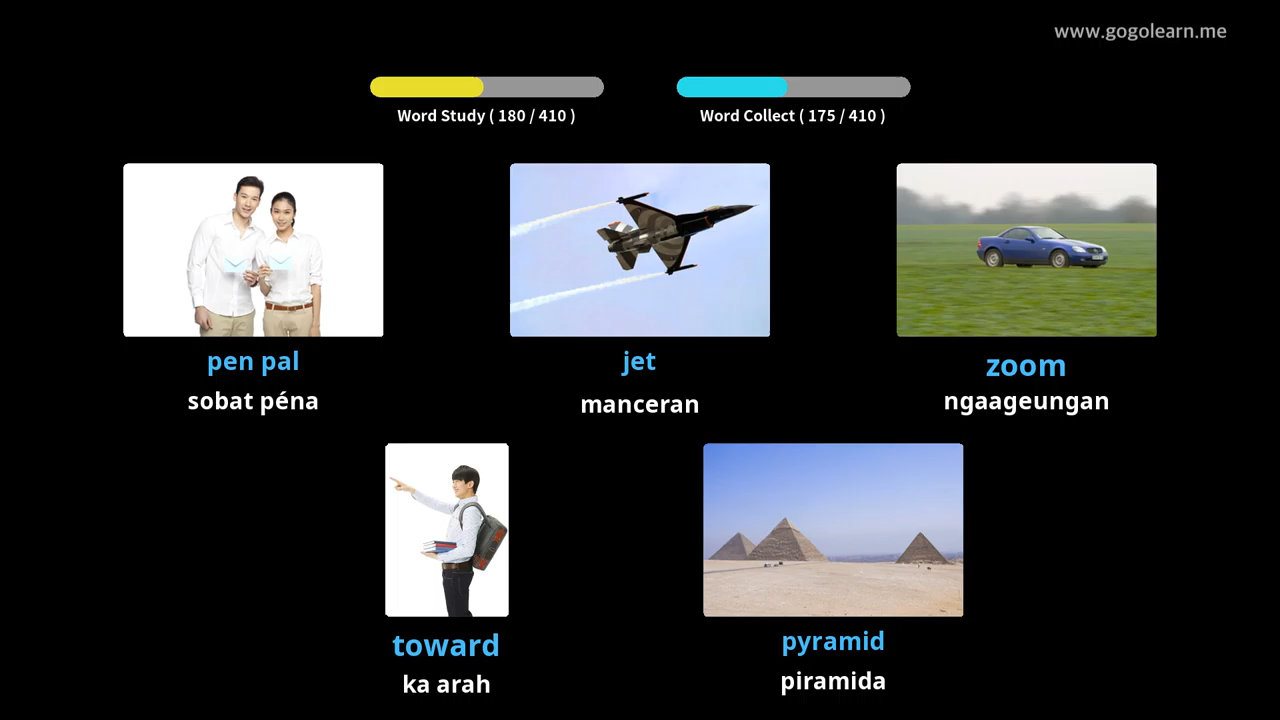 www.gogolearn.me
Word Study ( 180 / 410 )
Word Collect ( 175 / 410 )
pen pal
sobat péna
jet
manceran
zoom
ngaageungan
toward
ka arah
pyramid
piramida